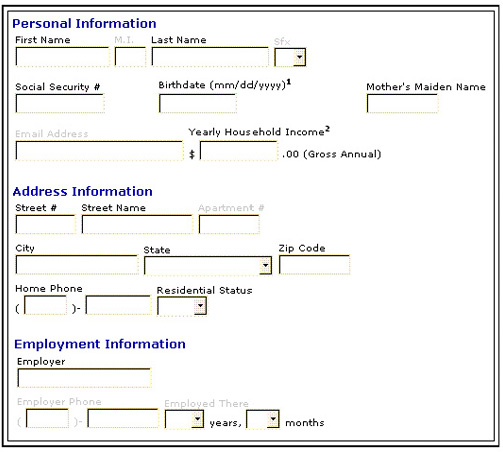 Personal Information
First Name M.I. Last Name Sfx
Social Security # Birthdate (mm/dd/yyyy)¹ Mother's Maiden Name
Email Address Yearly Household Income²
$ .00 (Gross Annual)
Address Information
Street # Street Name Apartment #
City State Zip Code
Home Phone Residential Status
( )-
Employment Information
Employer
Employer Phone Employed There
( )- years, months